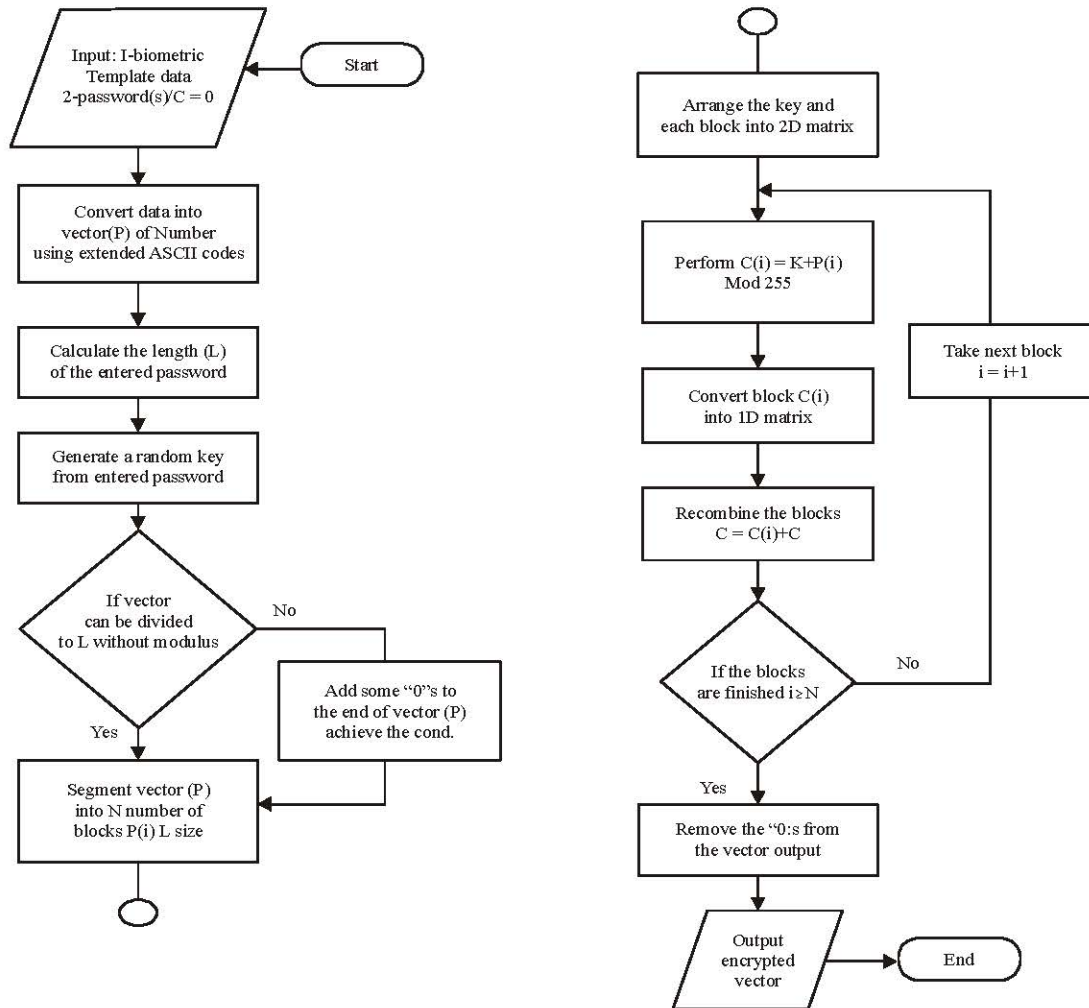 Start
Input: I-biometric
Template data
2-password(s)/C = 0
Convert data into
vector(P) of Number
using extended ASCII codes
Calculate the length (L)
of the entered password
Generate a random key
from entered password
If vector
can be divided
to L without modulus
No
Add some “0”s to
the end of vector (P)
achieve the cond.
Yes
Segment vector (P)
into N number of
blocks P(i) L size
Arrange the key and
each block into 2D matrix
Perform C(i) = K+P(i)
Mod 255
Convert block C(i)
into 1D matrix
Recombine the blocks
C = C(i)+C
If the blocks
are finished i≥N
No
Take next block
i = i+1
Yes
Remove the “0:s from
the vector output
Output
encrypted
vector
End